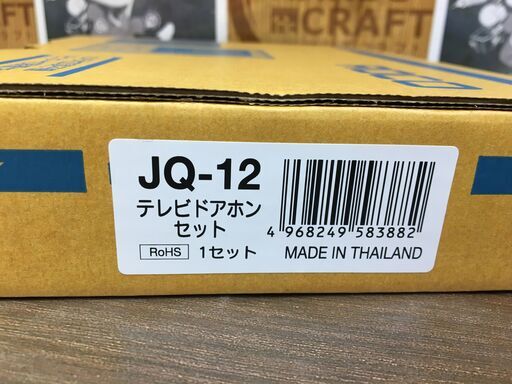 CRAFT
JQ-12
テレビドアホン
セット
RoHS 1セット
4 968249 583882
MADE IN THAILAND